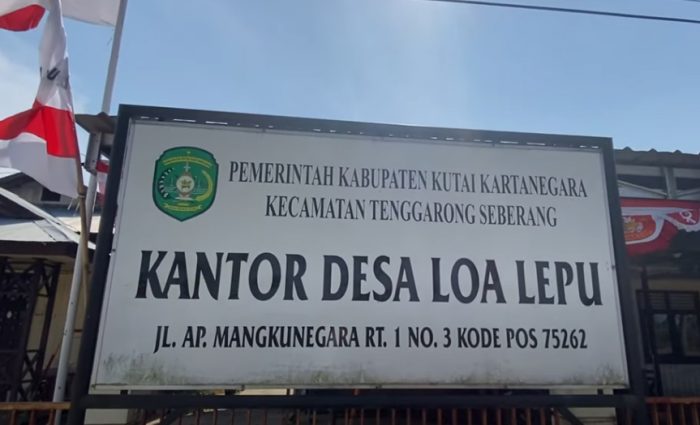 PEMERINTAH KABUPATEN KUTAI KARTANEGARA
KECAMATAN TENGGARONG SEBERANG
KANTOR DESA LOA LEPU
JL. AP. MANGKUNEGARA RT. 1 NO. 3 KODE POS 75262